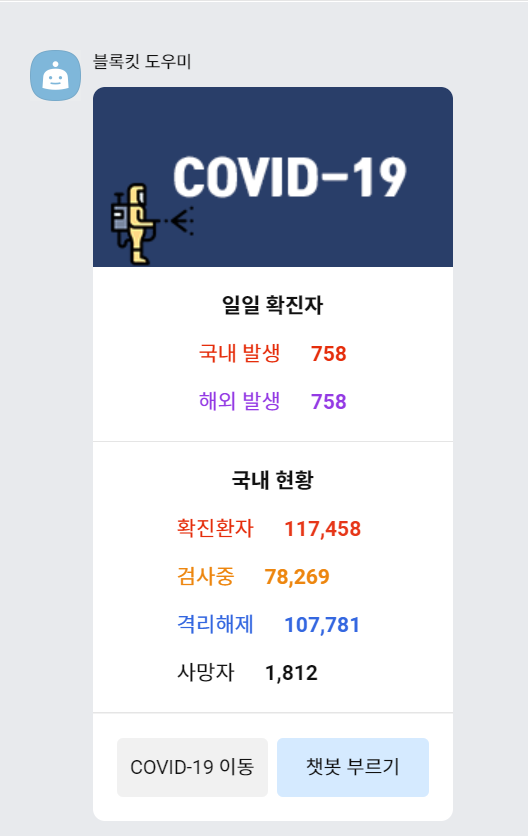 블록킷 도우미
COVID-19
일일 확진자
국내 발생 758
해외 발생 758
국내 현황
확진환자 117,458
검사중 78,269
격리해제 107,781
사망자 1,812
COVID-19 이동 챗봇 부르기